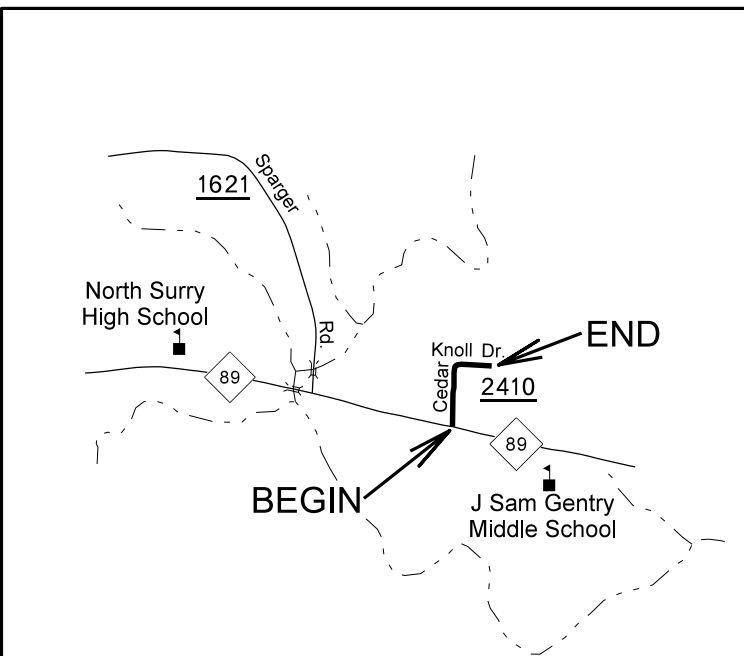 Sparger
1621
North Surry
High School
Rd.
89
Knoll Dr.
END
Cedar
2410
89
BEGIN
J Sam Gentry
Middle School